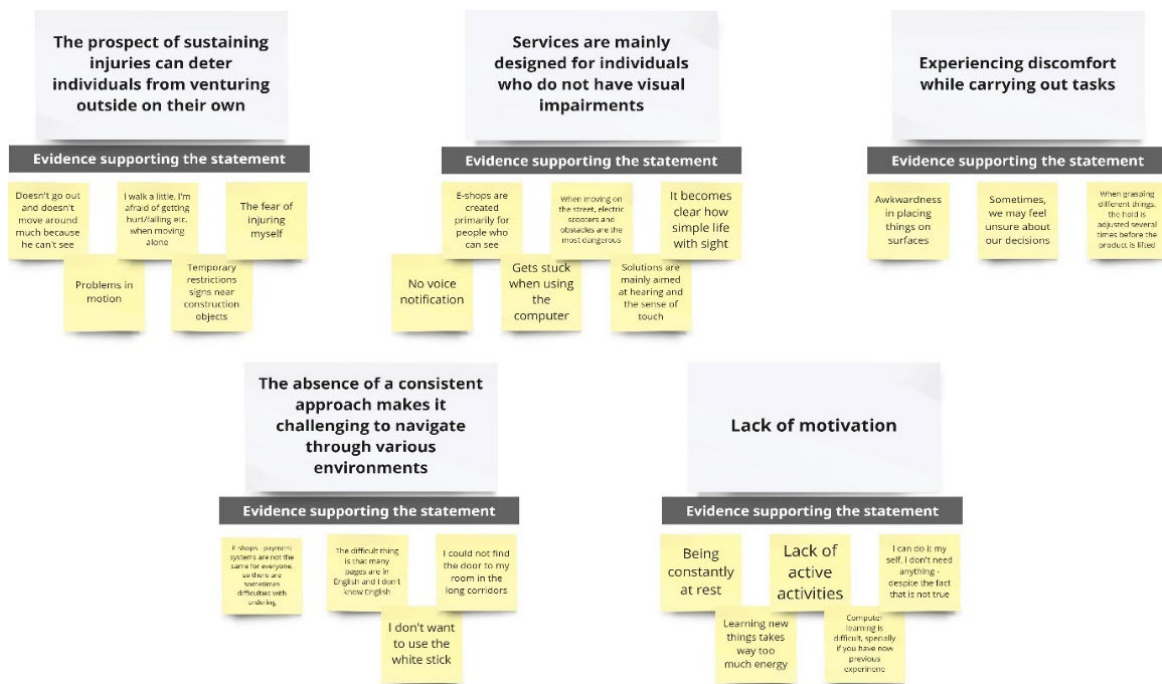 The prospect of sustaining
injuries can deter
individuals from venturing
outside on their own
Evidence supporting the statement
Doesn't go out
and doesn't
move around
much because
he can't see
I walk a little, I'm
afraid of getting
hurt/falling etc.
when moving
alone
The fear of
injuring
myself
Problems in
motion
Temporary
restrictions
signs near
construction
objects
Services are mainly
designed for individuals
who do not have visual
impairments
Evidence supporting the statement
E-shops are
created
primarily for
people who
can see
When moving on
the street, electric
scooters and
obstacles are the
most dangerous
It becomes
clear how
simple life
with sight
No voice
notification
Gets stuck
when using
the
computer
Solutions are
mainly aimed
at hearing and
the sense of
touch
Experiencing discomfort
while carrying out tasks
Evidence supporting the statement
Awkwardness
in placing
things on
surfaces
Sometimes,
we may feel
unsure about
our decisions
When grasping
different things,
the hold is
adjusted several
times before the
product is lifted
The absence of a consistent
approach makes it
challenging to navigate
through various
environments
Evidence supporting the statement
E-shops - payment
systems are not the
same for everyone,
so there are
sometimes
difficulties with
ordering
The difficult thing
is that many
pages are in
English and I don't
know English
I could not find
the door to my
room in the
long corridors
I don't want
to use the
white stick
Lack of motivation
Evidence supporting the statement
Being
constantly
at rest
Lack of
active
activities
I can do it my
self, I don't need
anything -
despite the fact
that is not true
Learning new
things takes
way too
much energy
Computer
learning is
difficult, specially
if you have now
previous
experinene